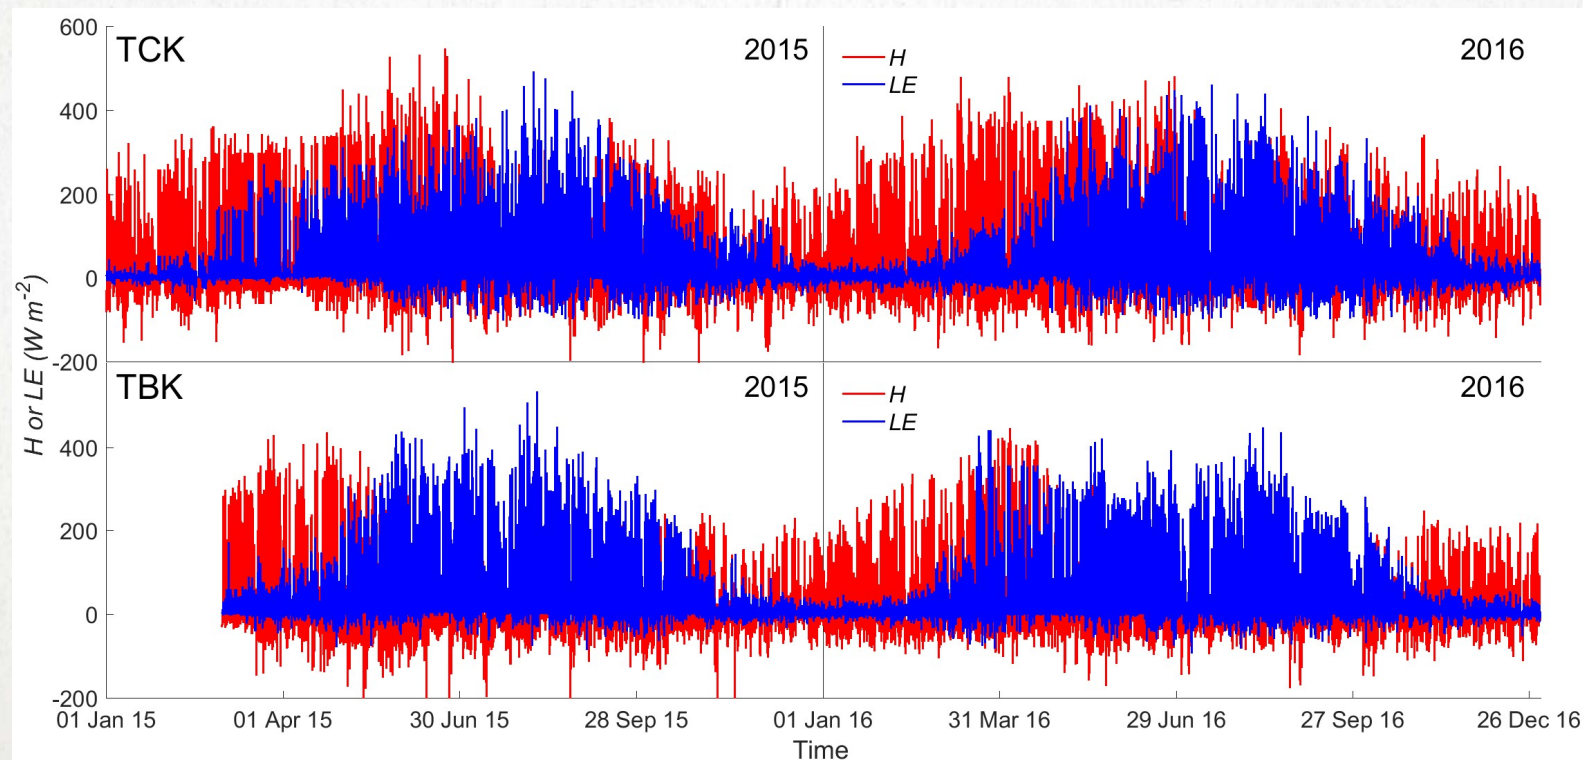 600
TCK
2015
H
LE
2016
400
200
0
-200
H or LE (W m-2)
TBK
2015
H
LE
2016
400
200
0
-200
01 Jan 15
01 Apr 15
30 Jun 15
28 Sep 15
01 Jan 16
31 Mar 16
29 Jun 16
27 Sep 16
26 Dec 16
Time